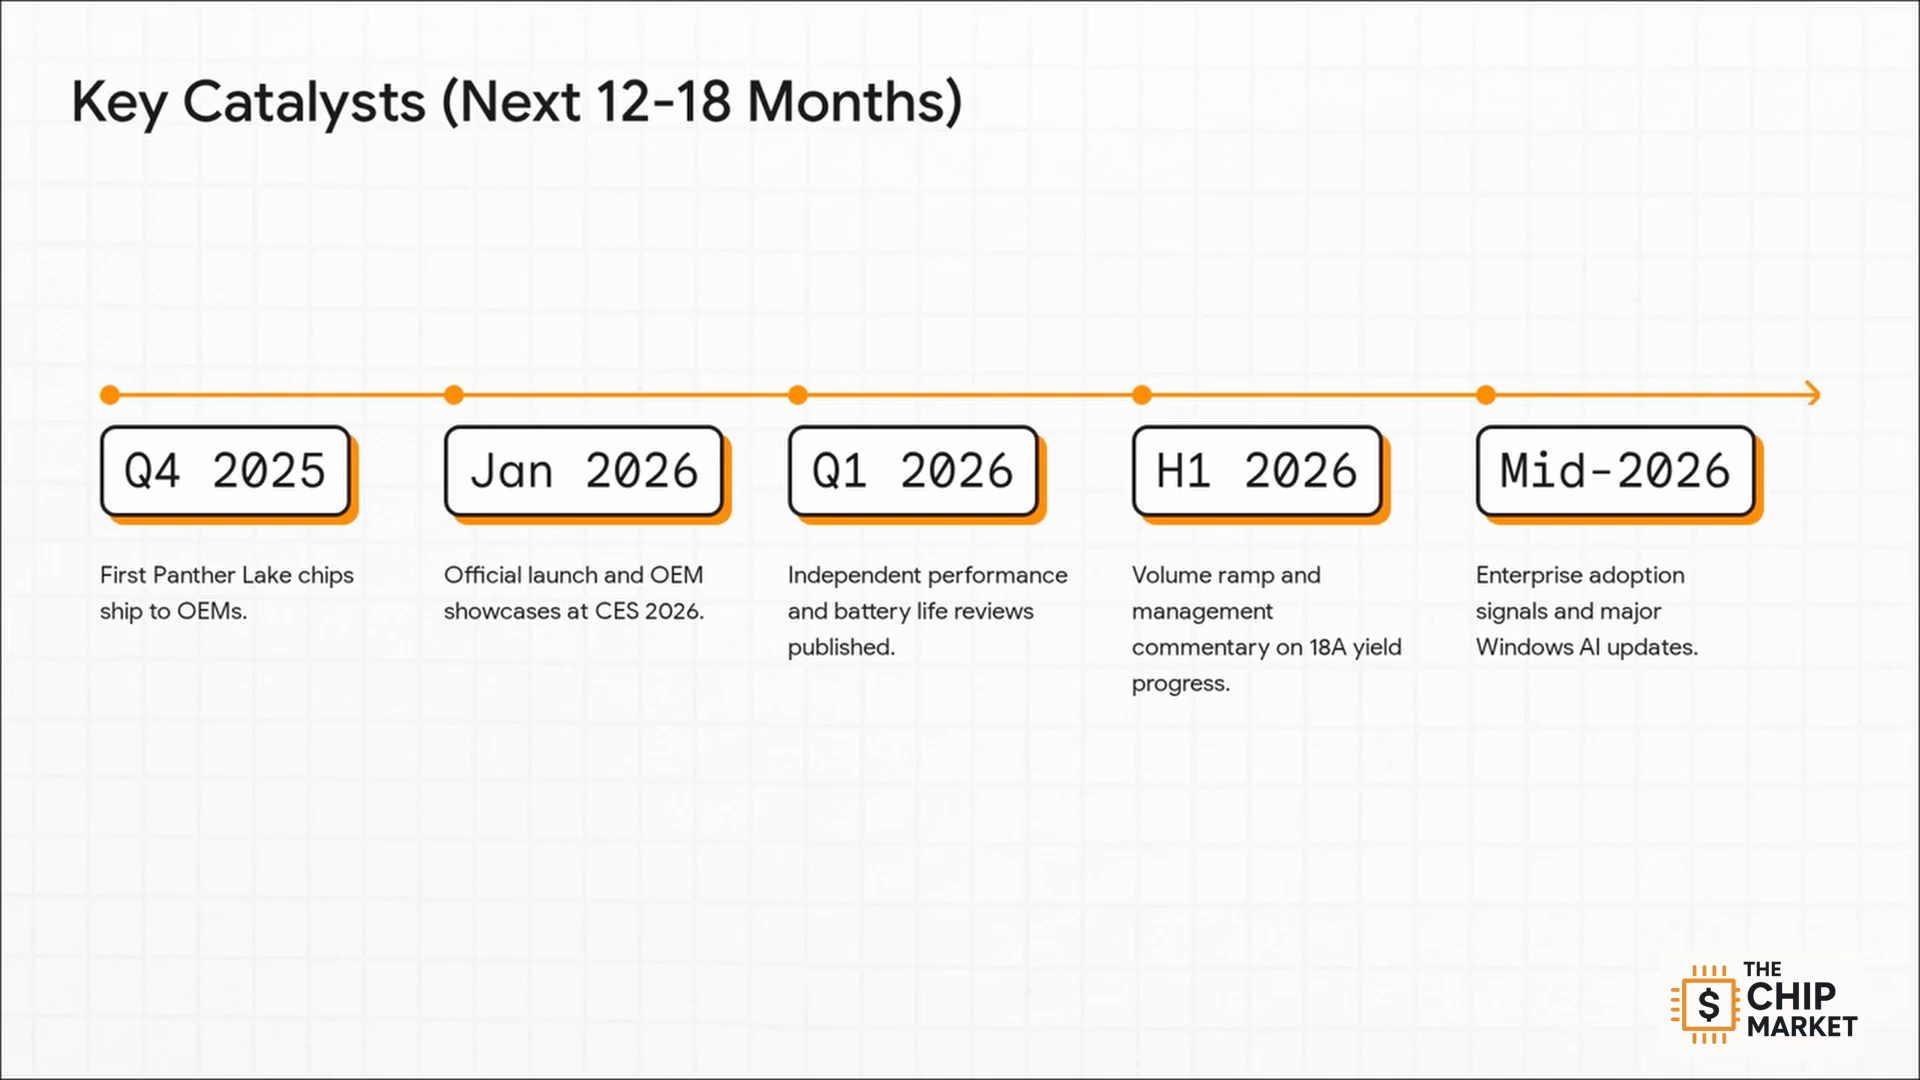 Key Catalysts (Next 12-18 Months)
Q4 2025
First Panther Lake chips
ship to OEMs.
Jan 2026
Official launch and OEM
showcases at CES 2026.
Q1 2026
Independent performance
and battery life reviews
published.
H1 2026
Volume ramp and
management
commentary on 18A yield
progress.
Mid-2026
Enterprise adoption
signals and major
Windows AI updates.
$
THE
CHIP
MARKET